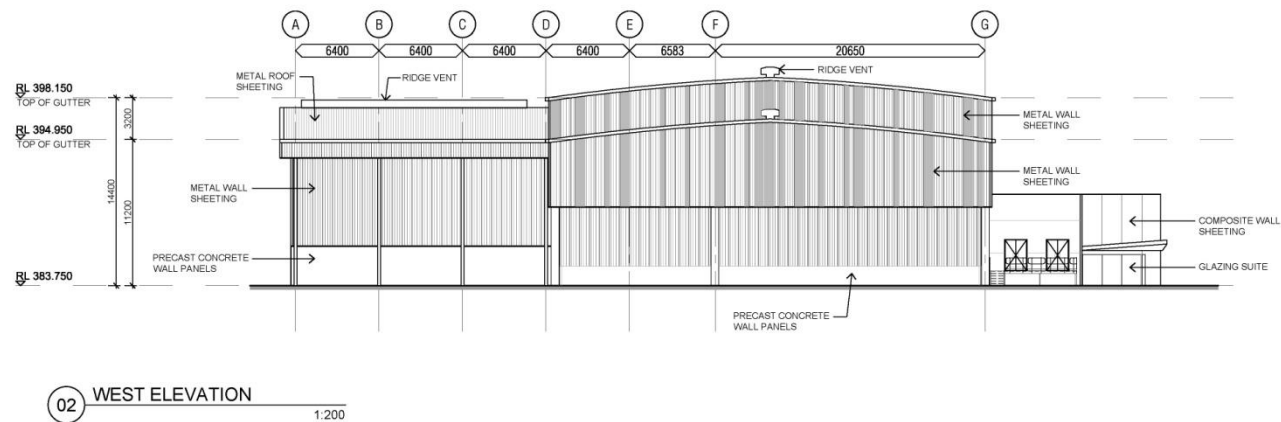 A B C D E F G
6400 6400 6400 6400 6583 20650
METAL ROOF
SHEETING
RIDGE VENT
RIDGE VENT
RL 398.150
TOP OF GUTTER
3200
RL 394.950
TOP OF GUTTER
METAL WALL
SHEETING
METAL WALL
SHEETING
METAL WALL
SHEETING
14400
11200
COMPOSITE WALL
SHEETING
PRECAST CONCRETE
WALL PANELS
GLAZING SUITE
RL 383.750
PRECAST CONCRETE
WALL PANELS
02 WEST ELEVATION
1:200